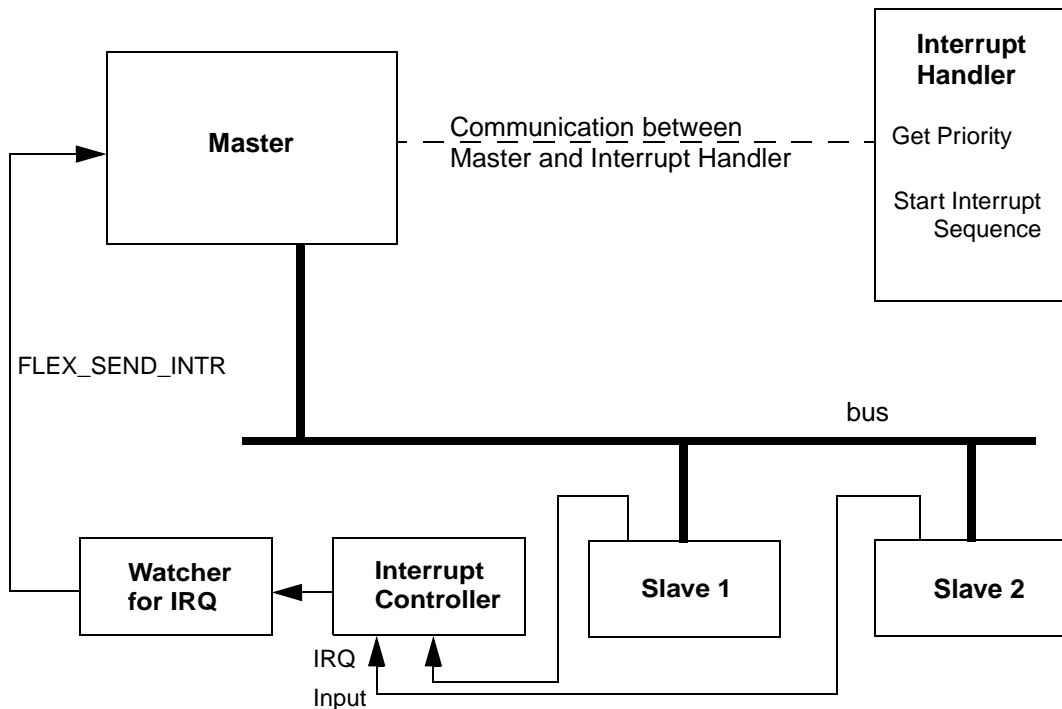 Interrupt
Handler
Master
Communication between
Master and Interrupt Handler
Get Priority
Start Interrupt
Sequence
FLEX_SEND_INTR
bus
Watcher
for IRQ
Interrupt
Controller
Slave 1
Slave 2
IRQ
Input